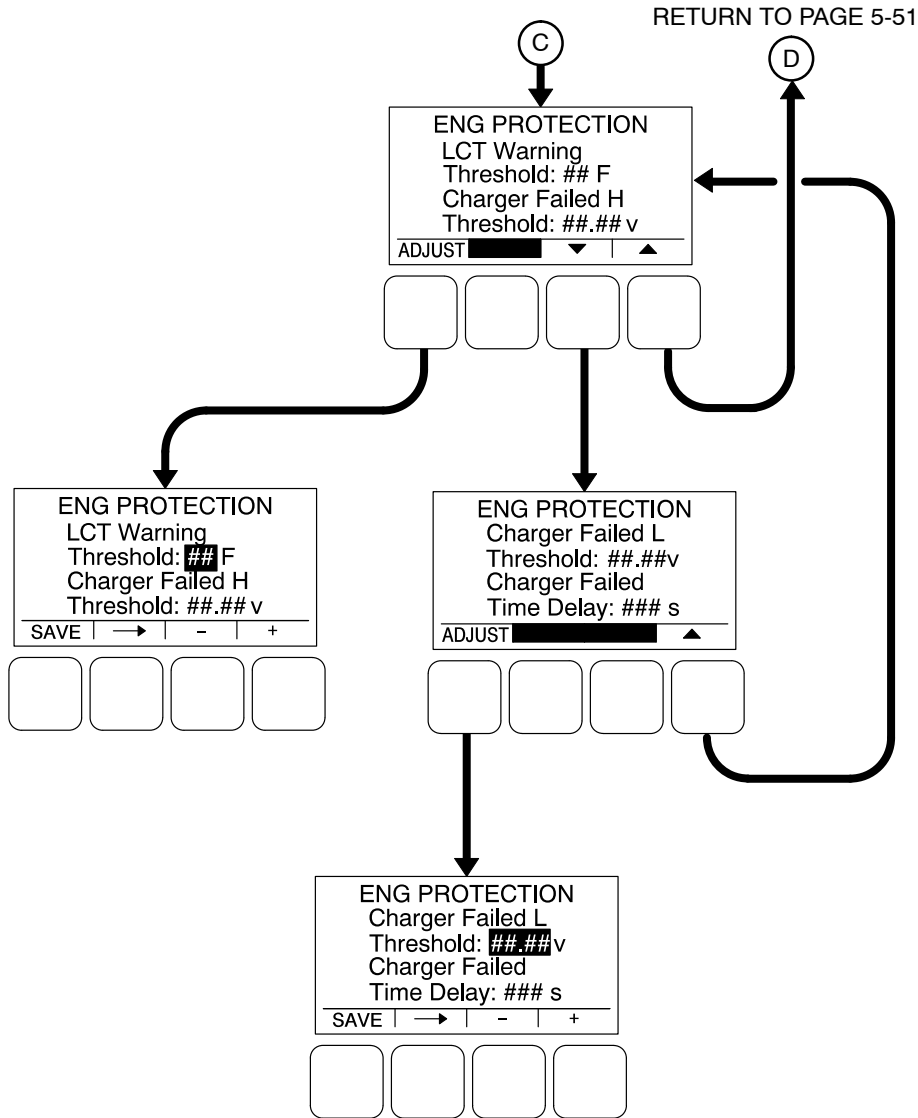 RETURN TO PAGE 5-51
C
D
ENG PROTECTION
LCT Warning
Threshold: ## F
Charger Failed H
Threshold: ##.## v
ADJUST ▼ ▲
ENG PROTECTION
LCT Warning
Threshold: ## F
Charger Failed H
Threshold: ##.## v
SAVE → - +
ENG PROTECTION
Charger Failed L
Threshold: ##.##v
Charger Failed
Time Delay: ### s
ADJUST ▲
ENG PROTECTION
Charger Failed L
Threshold: ##.## v
Charger Failed
Time Delay: ### s
SAVE → - +